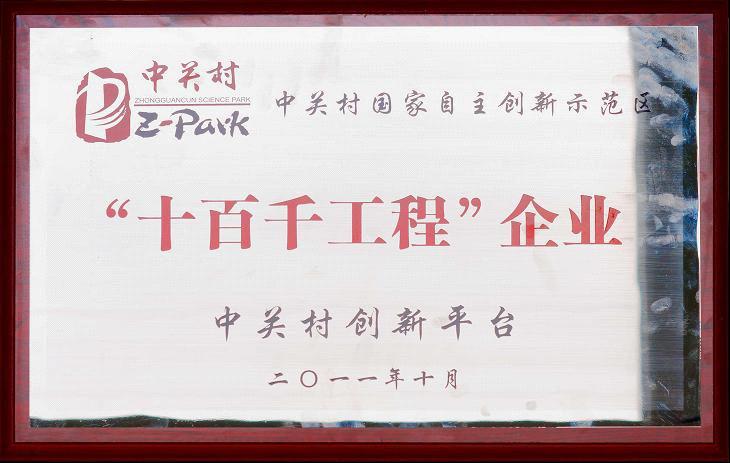 中关村
ZHONGGUANCUN SCIENCE PARK
Z-Park
中关村国家自主创新示范区
“十百千工程”企业
中关村创新平台
二〇一一年十月